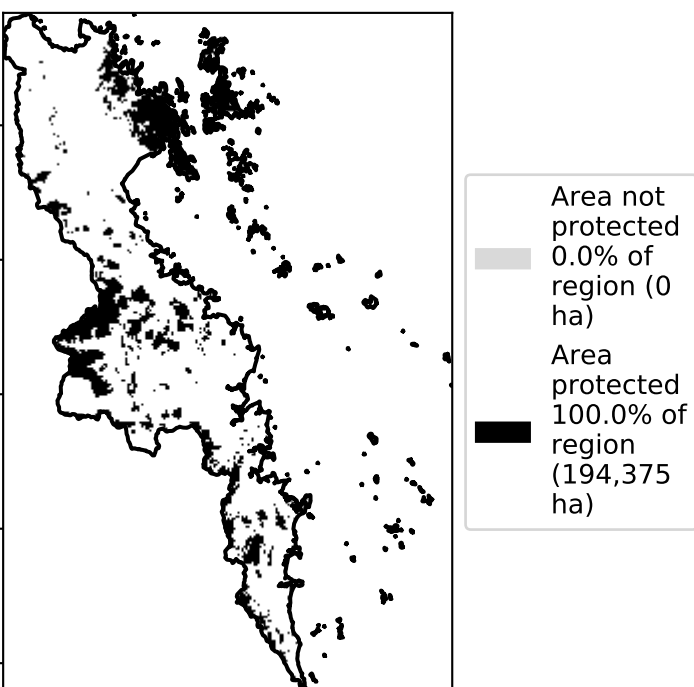 Area not
protected
0.0% of
region (0
ha)
Area
protected
100.0% of
region
(194,375
ha)